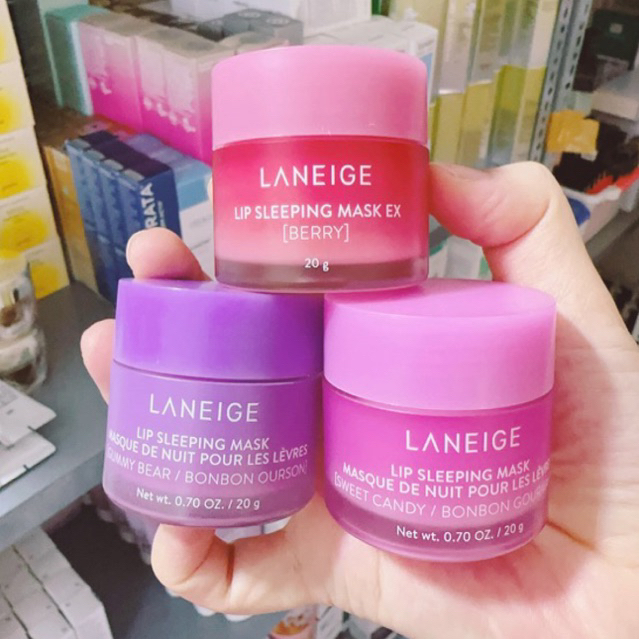 LANEIGE
LIP SLEEPING MASK EX
[BERRY]
20 g
LANEIGE
LIP SLEEPING MASK
MASQUE DE NUIT POUR LES LÈVRES
GUMMY BEAR / BONBON OURSON]
Net wt. 0.70 OZ. / 20 g
LANEIGE
LIP SLEEPING MASK
MASQUE DE NUIT POUR LES
[SWEET CANDY / BONBON
Net wt. 0.70 OZ. / 20 g